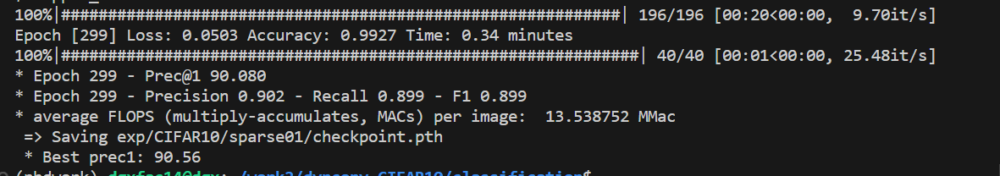 100%|############################################################| 196/196 [00:20<00:00,  9.70it/s]
Epoch [299] Loss: 0.0503 Accuracy: 0.9927 Time: 0.34 minutes
100%|##############################################################| 40/40 [00:01<00:00, 25.48it/s]
* Epoch 299 - Prec@1 90.080
* Epoch 299 - Precision 0.902 - Recall 0.899 - F1 0.899
* average FLOPS (multiply-accumulates, MACs) per image:  13.538752 MMac
=> Saving exp/CIFAR10/sparse01/checkpoint.pth
* Best prec1: 90.56